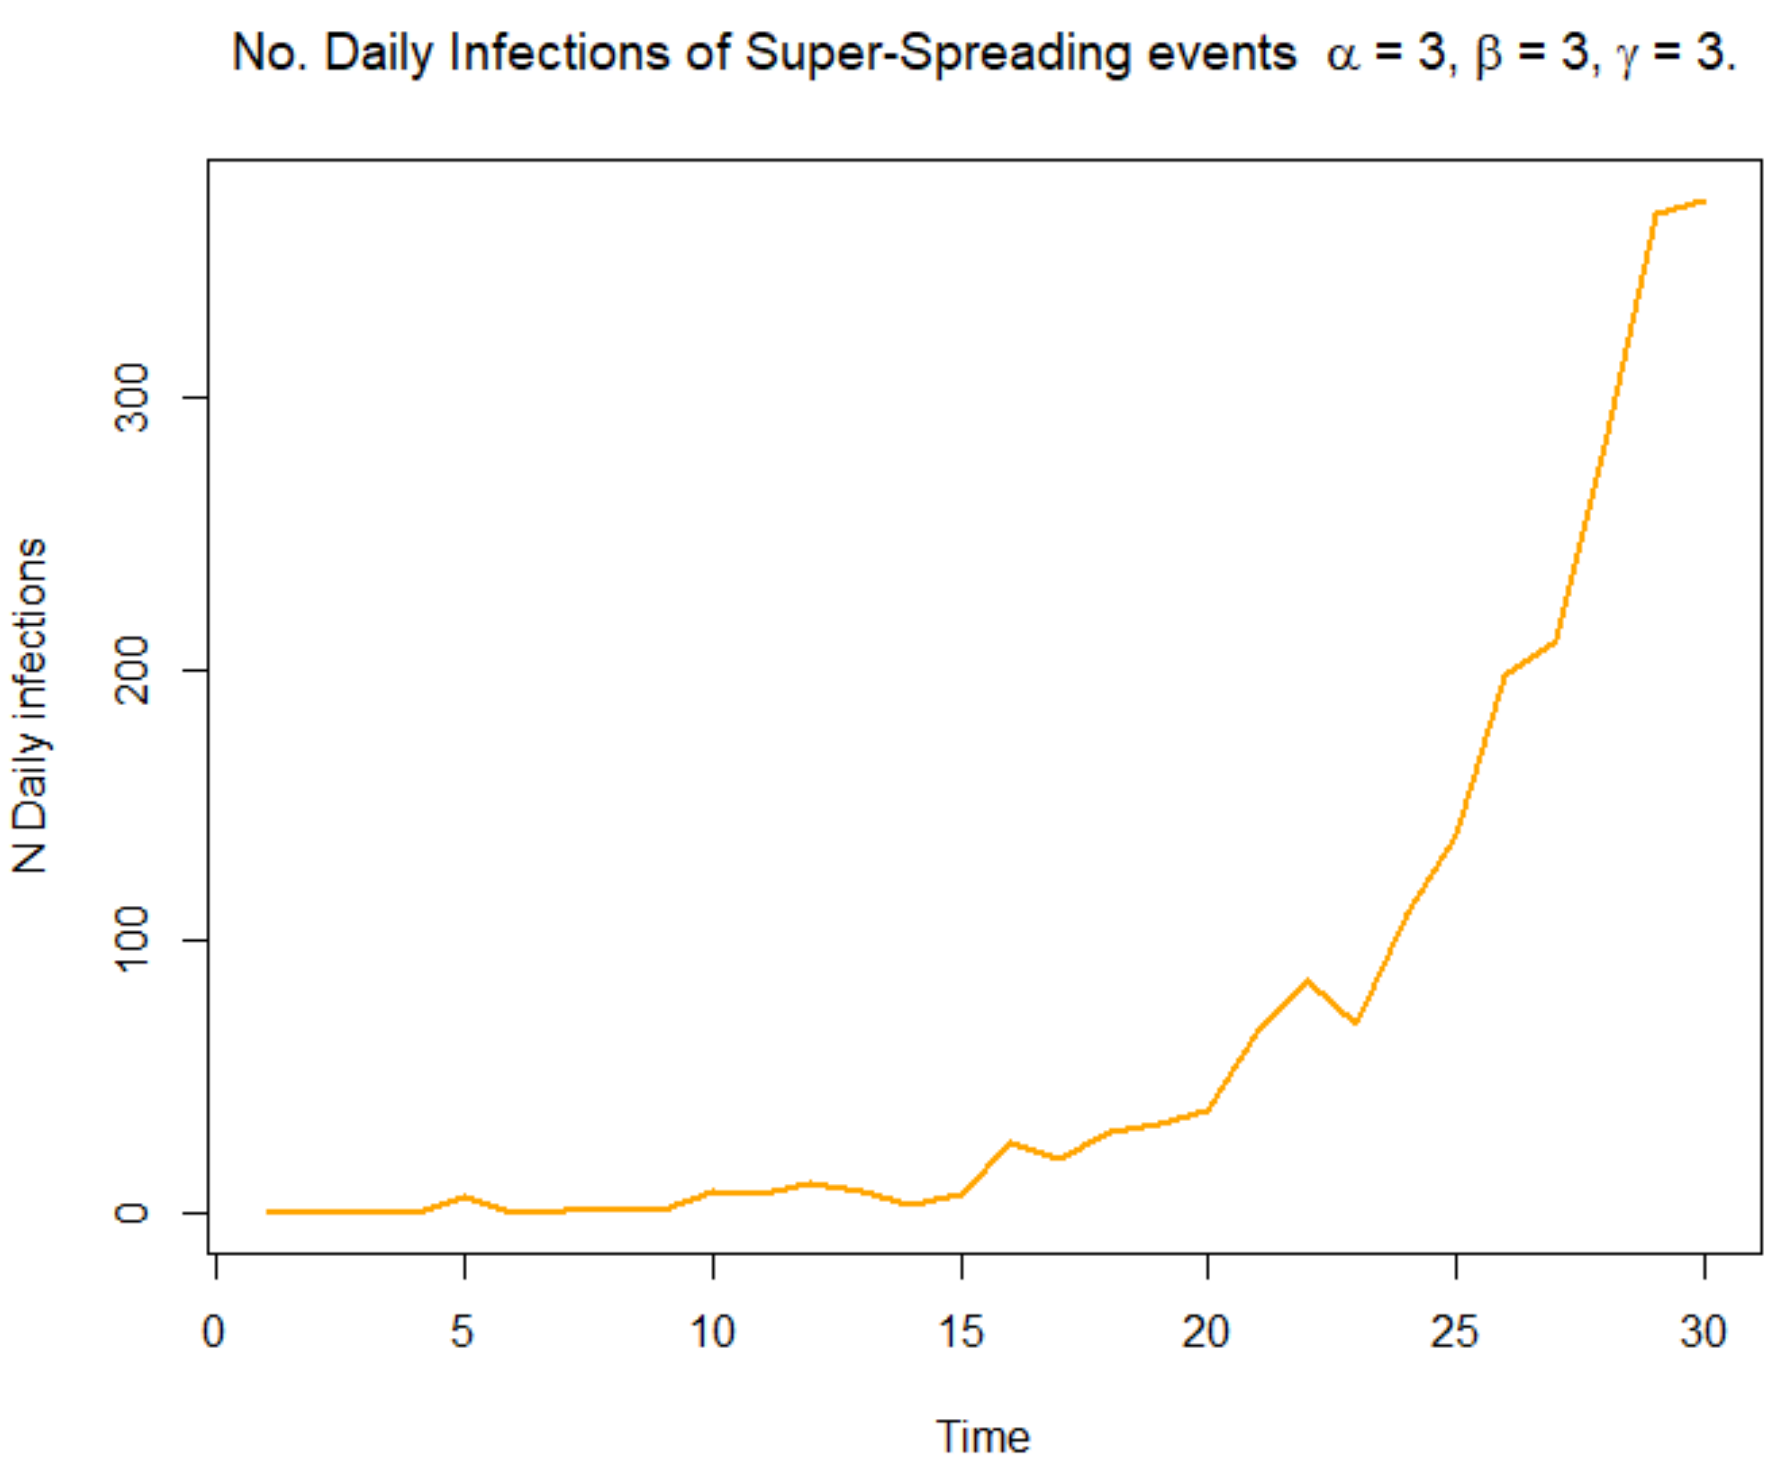 No. Daily Infections of Super-Spreading events α = 3, β = 3, γ = 3.
N Daily infections
300
200
100
0
0 5 10 15 20 25 30
Time